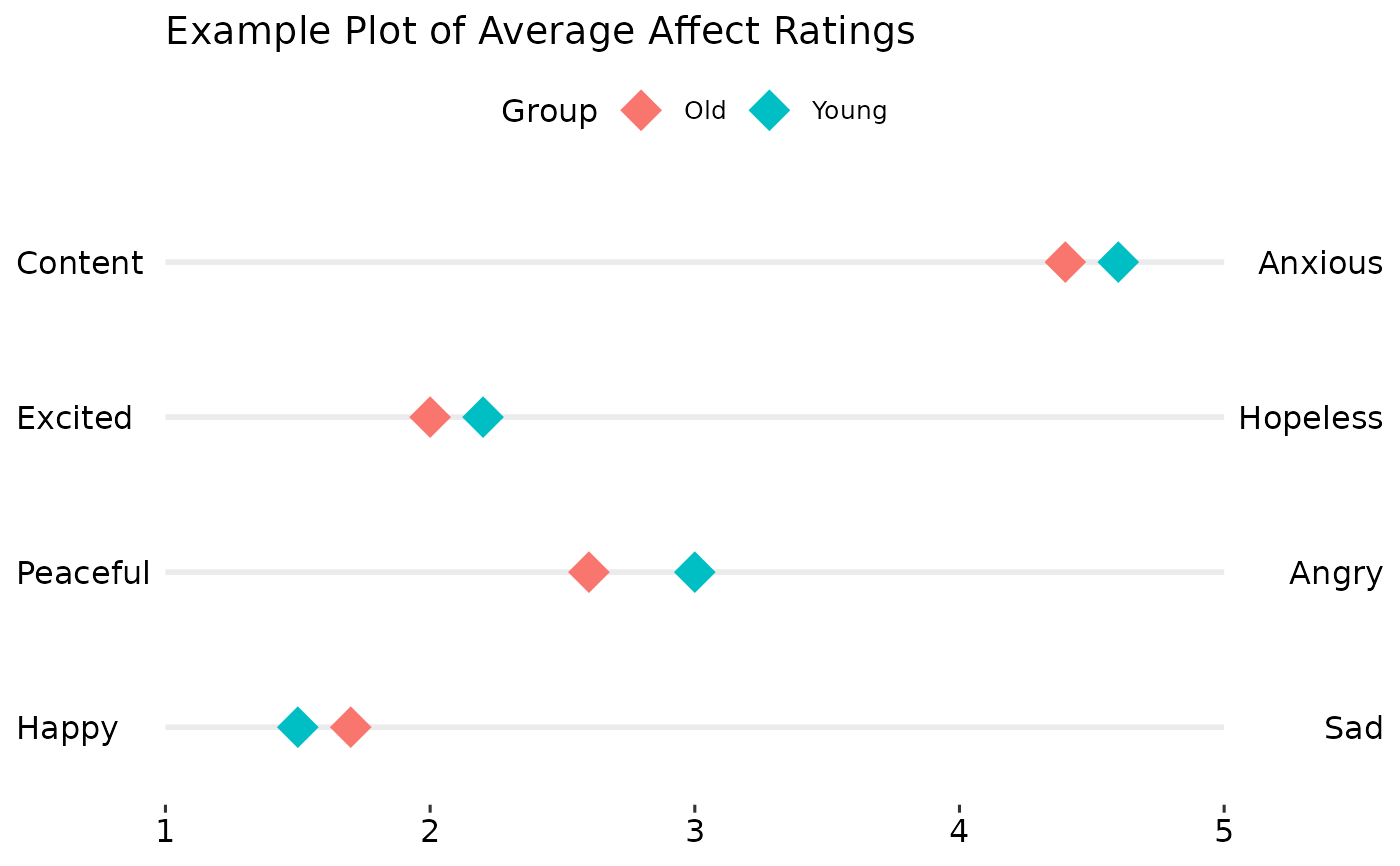 Example Plot of Average Affect Ratings
Group Old Young
Content Anxious
Excited Hopeless
Peaceful Angry
Happy Sad
1 2 3 4 5